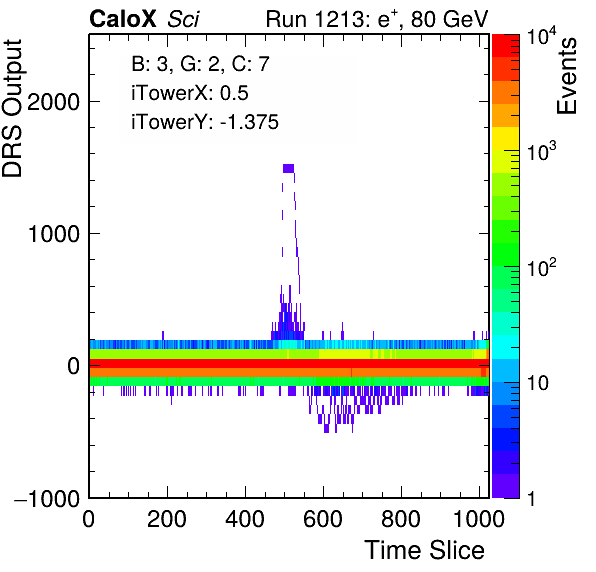 CaloX Sci Run 1213: e⁺, 80 GeV
B: 3, G: 2, C: 7
iTowerX: 0.5
iTowerY: -1.375
DRS Output
2000
1000
0
−1000
0 200 400 600 800 1000
Time Slice
Events
10⁴
10³
10²
10
1